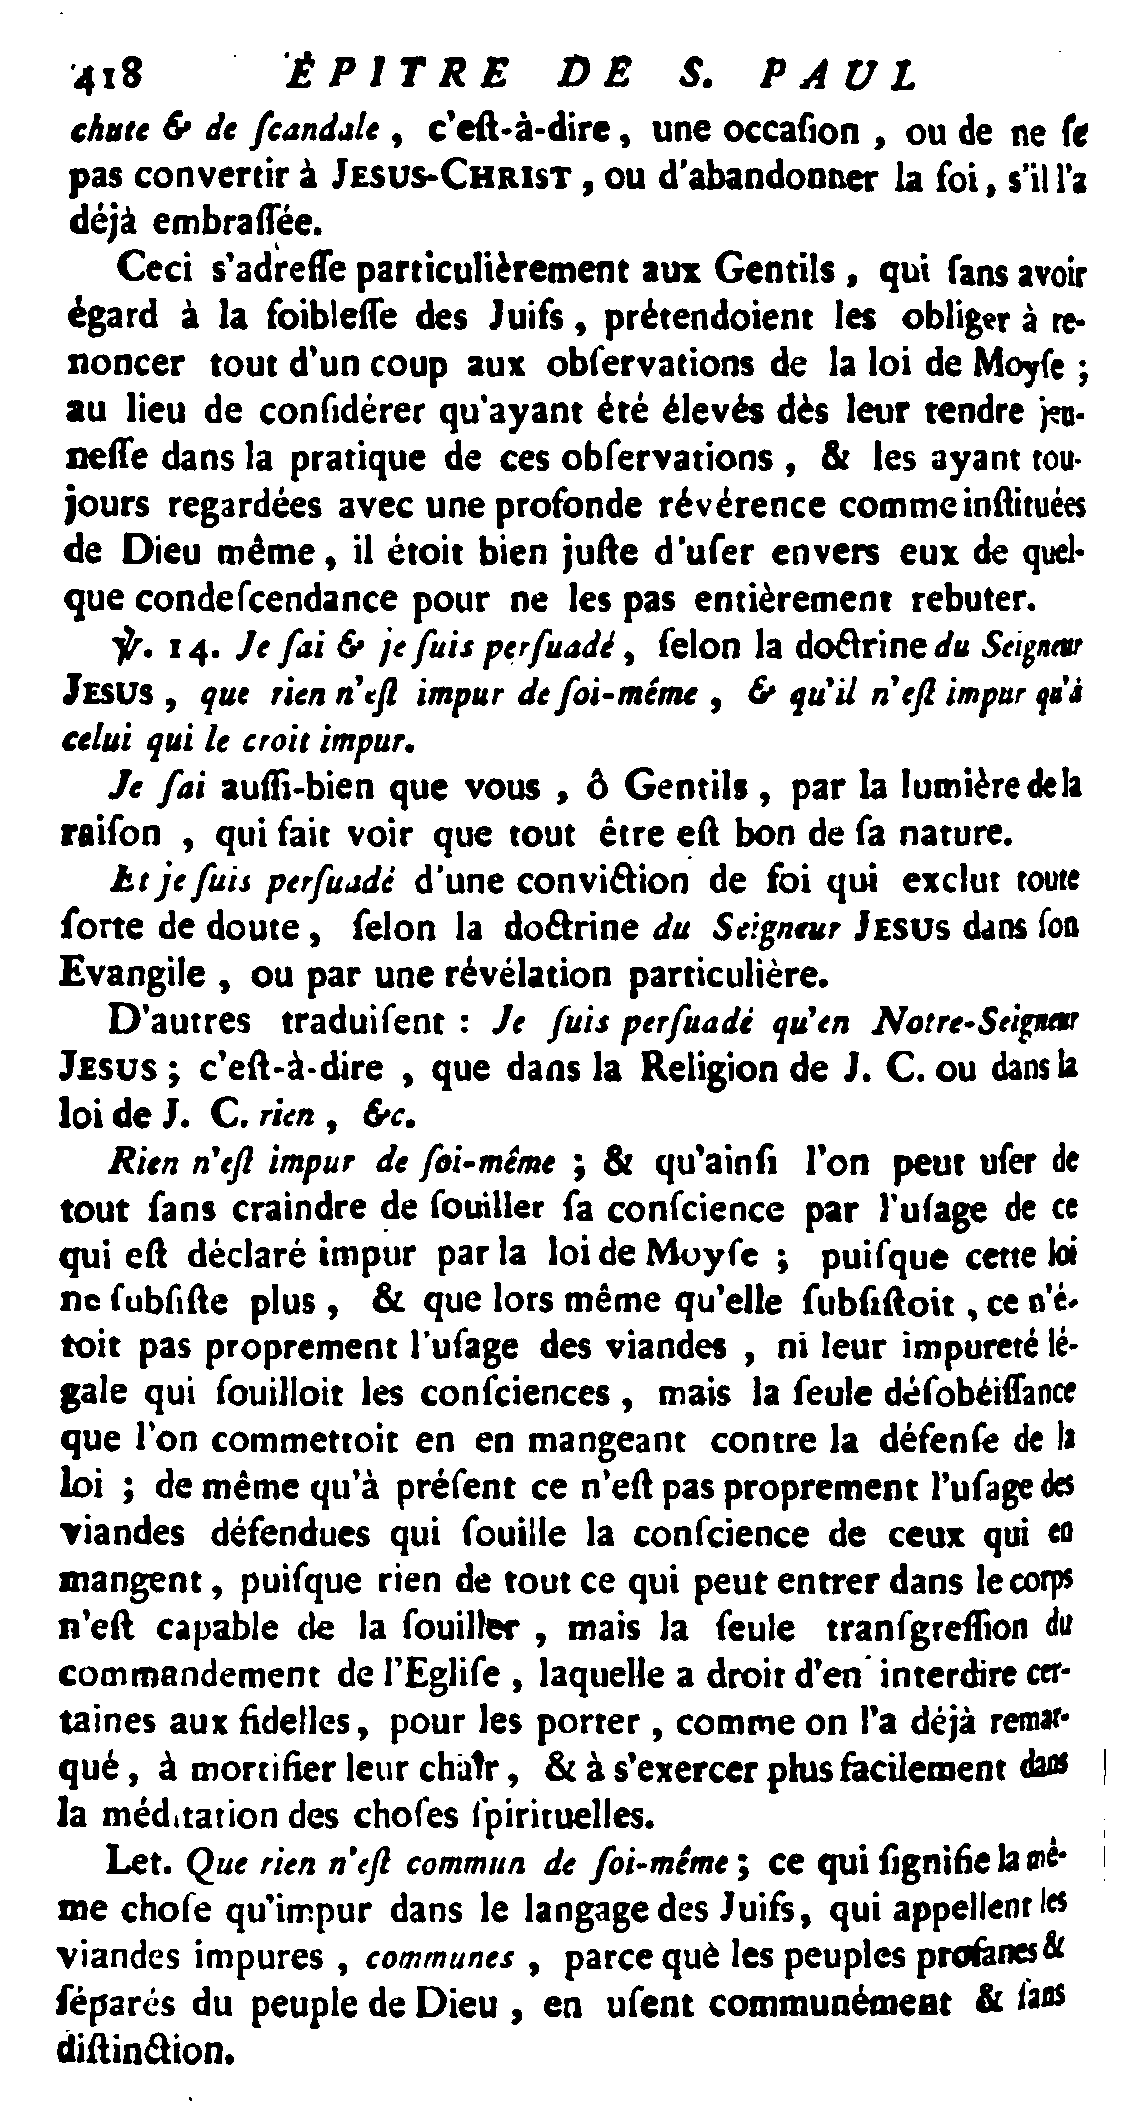 418 ÉPITRE DE S. PAUL
chute & de ſcandale, c'eſt-à-dire, une occaſion, ou de ne ſe
pas convertir à JESUS-CHRIST, ou d'abandonner la foi, s'il l'a
déjà embraſſée.
Ceci s'adreſſe particulièrement aux Gentils, qui ſans avoir
égard à la foibleſſe des Juifs, prétendoient les obliger à re-
noncer tout d'un coup aux obſervations de la loi de Moyſe ;
au lieu de conſidérer qu'ayant été élevés dès leur tendre jeu-
neſſe dans la pratique de ces obſervations, & les ayant tou-
jours regardées avec une profonde révérence comme inſtituées
de Dieu même, il étoit bien juſte d'uſer envers eux de quel-
que condeſcendance pour ne les pas entièrement rebuter.
℣. 14. Je ſai & je ſuis perſuadé, ſelon la doctrine du Seigneur
JESUS, que rien n'eſt impur de ſoi-même, & qu'il n'eſt impur qu'à
celui qui le croit impur.
Je ſai auſſi-bien que vous, ô Gentils, par la lumière de la
raiſon, qui fait voir que tout être eſt bon de ſa nature.
Et je ſuis perſuadé d'une conviction de foi qui exclut toute
ſorte de doute, ſelon la doctrine du Seigneur JESUS dans ſon
Evangile, ou par une révélation particulière.
D'autres traduiſent : Je ſuis perſuadé qu'en Notre-Seigneur
JESUS ; c'eſt-à-dire, que dans la Religion de J. C. ou dans la
loi de J. C. rien, &c.
Rien n'eſt impur de ſoi-même ; & qu'ainſi l'on peut uſer de
tout ſans craindre de ſouiller ſa conſcience par l'uſage de ce
qui eſt déclaré impur par la loi de Moyſe ; puiſque cette loi
ne ſubſiſte plus, & que lors même qu'elle ſubſiſtoit, ce n'é-
toit pas proprement l'uſage des viandes, ni leur impureté lé-
gale qui ſouilloit les conſciences, mais la ſeule déſobéiſſance
que l'on commettoit en en mangeant contre la défenſe de la
loi ; de même qu'à préſent ce n'eſt pas proprement l'uſage des
viandes défendues qui ſouille la conſcience de ceux qui en
mangent, puiſque rien de tout ce qui peut entrer dans le corps
n'eſt capable de la ſouiller, mais la ſeule tranſgreſſion du
commandement de l'Egliſe, laquelle a droit d'en interdire cer-
taines aux fidelles, pour les porter, comme on l'a déjà remar-
qué, à mortifier leur chair, & à s'exercer plus facilement dans
la méditation des choſes ſpirituelles.
Let. Que rien n'eſt commun de ſoi-même ; ce qui ſignifie la mê-
me choſe qu'impur dans le langage des Juifs, qui appellent les
viandes impures, communes, parce què les peuples profanes &
ſéparés du peuple de Dieu, en uſent communément & ſans
diſtinction.